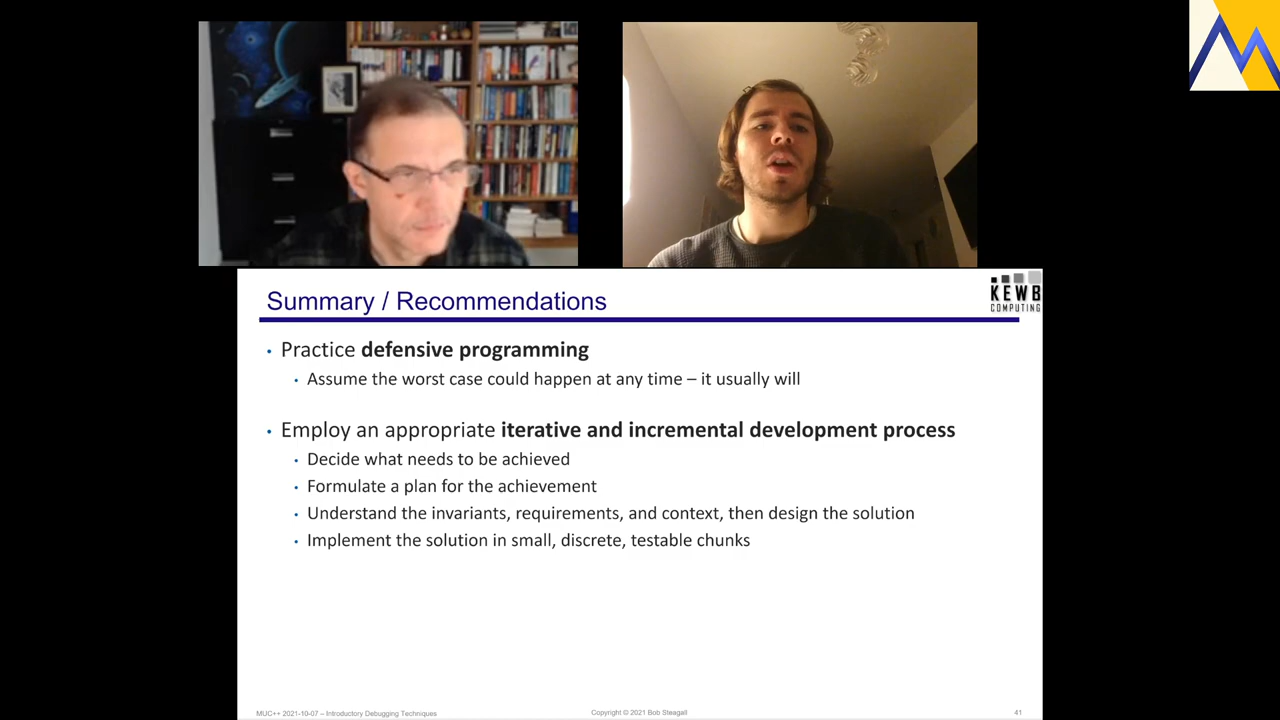 Summary / Recommendations
KEWB
COMPUTING
• Practice defensive programming
• Assume the worst case could happen at any time – it usually will
• Employ an appropriate iterative and incremental development process
• Decide what needs to be achieved
• Formulate a plan for the achievement
• Understand the invariants, requirements, and context, then design the solution
• Implement the solution in small, discrete, testable chunks
MUC++ 2021-10-07 – Introductory Debugging Techniques
Copyright © 2021 Bob Steagall
41